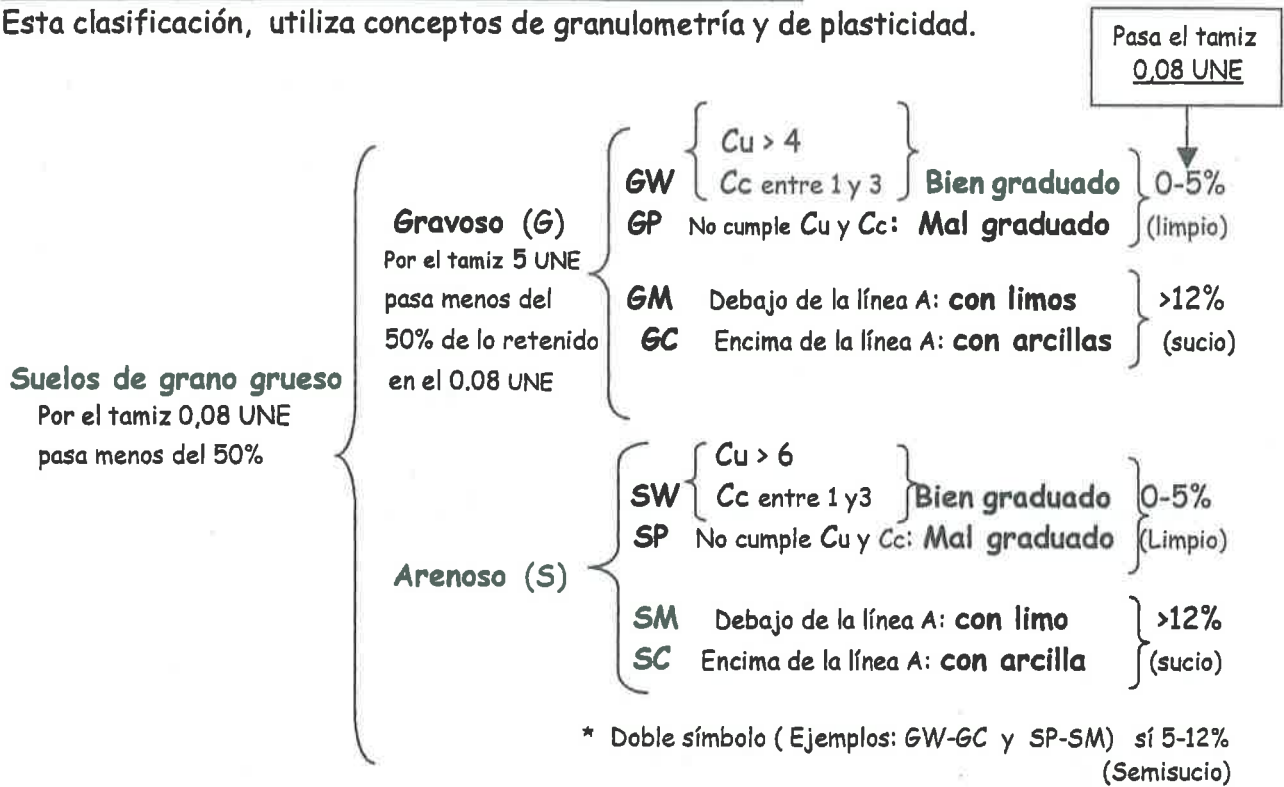 Esta clasificación, utiliza conceptos de granulometría y de plasticidad.
Pasa el tamiz
0,08 UNE
Cu > 4
GW Cc entre 1 y 3 Bien graduado 0-5%
Gravoso (G) GP No cumple Cu y Cc: Mal graduado (limpio)
Por el tamiz 5 UNE
pasa menos del GM Debajo de la línea A: con limos >12%
50% de lo retenido GC Encima de la línea A: con arcillas (sucio)
Suelos de grano grueso en el 0.08 UNE
Por el tamiz 0,08 UNE
pasa menos del 50%
Cu > 6
SW Cc entre 1 y3 Bien graduado 0-5%
SP No cumple Cu y Cc: Mal graduado (Limpio)
Arenoso (S)
SM Debajo de la línea A: con limo >12%
SC Encima de la línea A: con arcilla (sucio)
* Doble símbolo ( Ejemplos: GW-GC y SP-SM) sí 5-12%
(Semisucio)